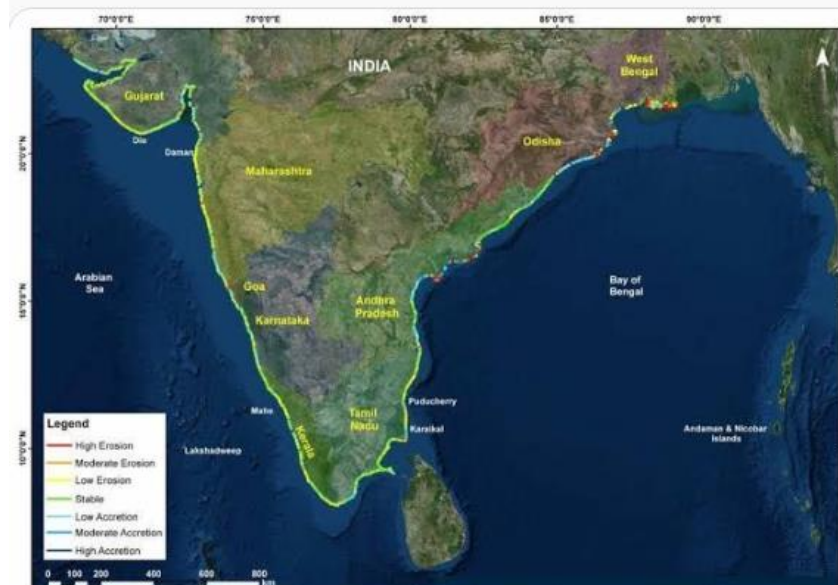 70°0'0"E
75°0'0"E
80°0'0"E
85°0'0"E
90°0'0"E
INDIA
West
Bengal
Gujarat
Diu
Daman
Odisha
Maharashtra
20°0'0"N
Arabian
Sea
Goa
Karnataka
Andhra
Pradesh
Bay of
Bengal
15°0'0"N
Puducherry
Mahe
Tamil
Nadu
Karaikal
Kerala
Lakshadweep
Andaman & Nicobar
Islands
10°0'0"N
Legend
High Erosion
Moderate Erosion
Low Erosion
Stable
Low Accretion
Moderate Accretion
High Accretion
0 100 200 400 600 800